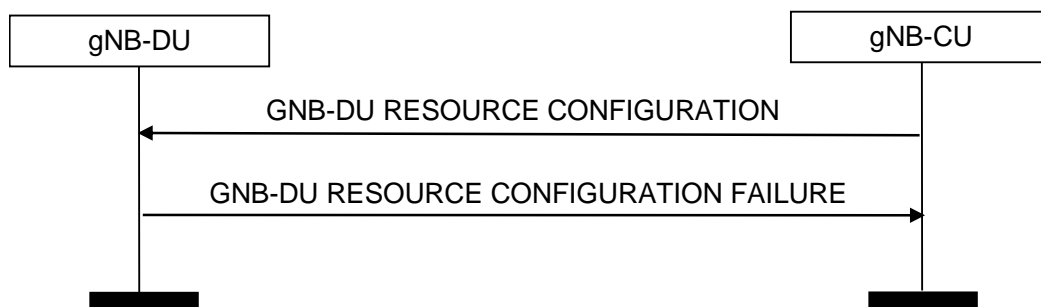 gNB-DU
gNB-CU
GNB-DU RESOURCE CONFIGURATION
GNB-DU RESOURCE CONFIGURATION FAILURE